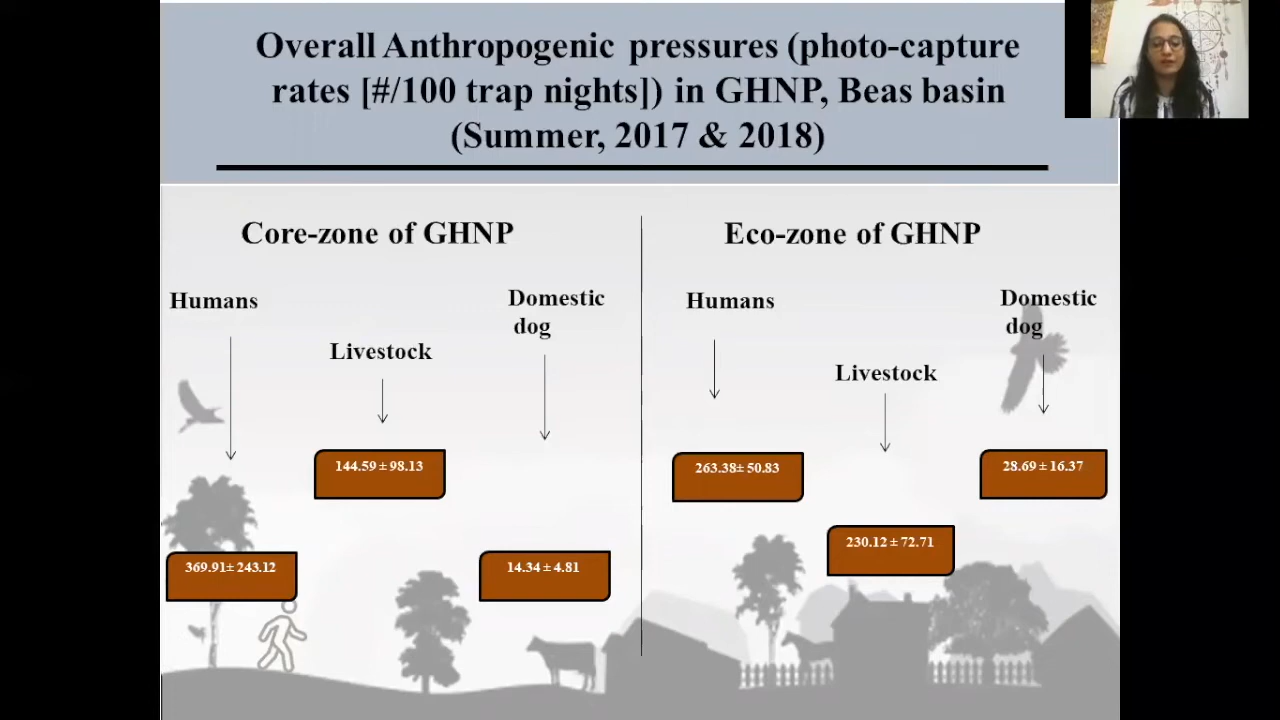 Overall Anthropogenic pressures (photo-capture
rates [#/100 trap nights]) in GHNP, Beas basin
(Summer, 2017 & 2018)
Core-zone of GHNP
Humans
Livestock
Domestic
dog
144.59 ± 98.13
369.91± 243.12
14.34 ± 4.81
Eco-zone of GHNP
Humans
Livestock
Domestic
dog
263.38± 50.83
28.69 ± 16.37
230.12 ± 72.71